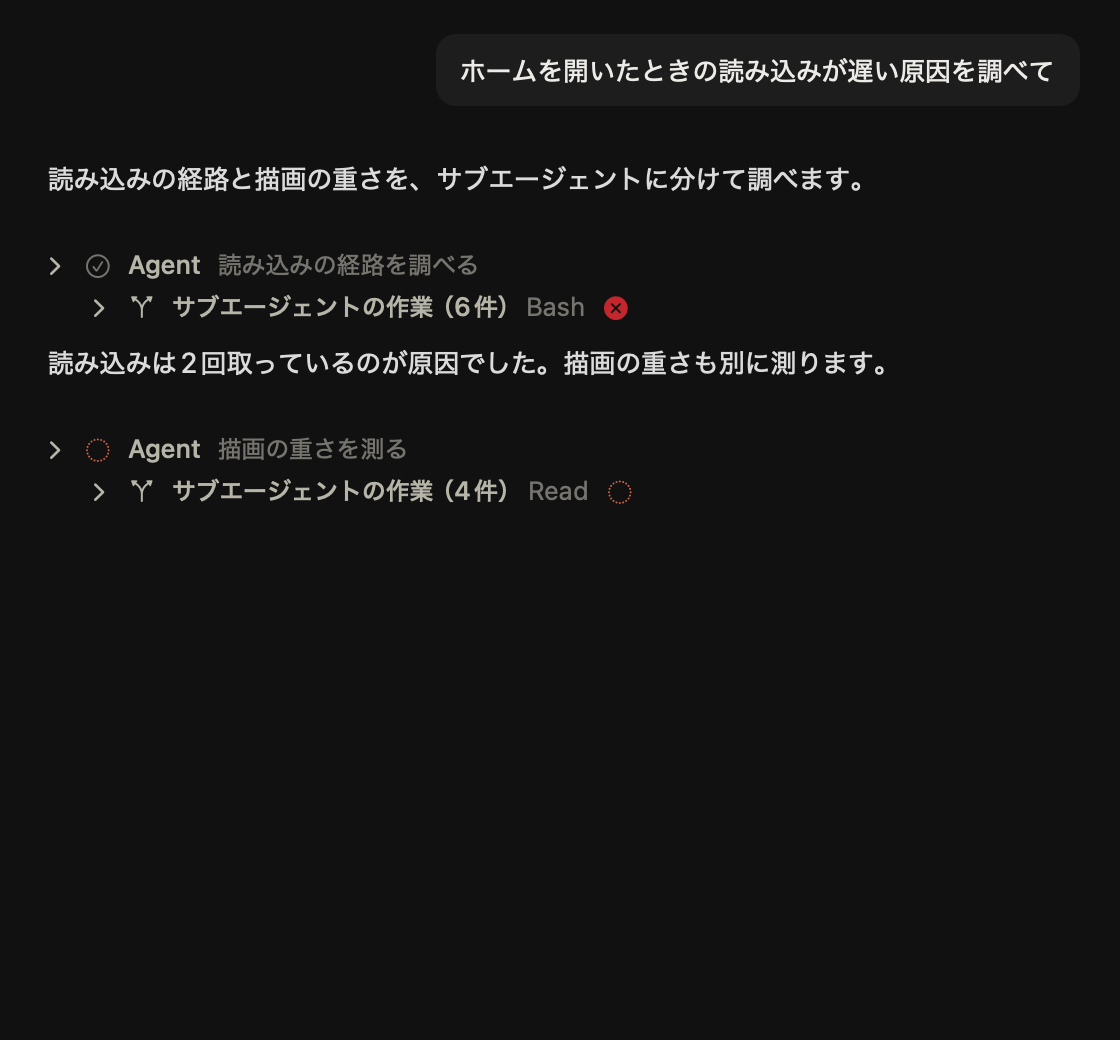 ホームを開いたときの読み込みが遅い原因を調べて
読み込みの経路と描画の重さを、サブエージェントに分けて調べます。
Agent 読み込みの経路を調べる
サブエージェントの作業（6件） Bash
読み込みは2回取っているのが原因でした。描画の重さも別に測ります。
Agent 描画の重さを測る
サブエージェントの作業（4件） Read